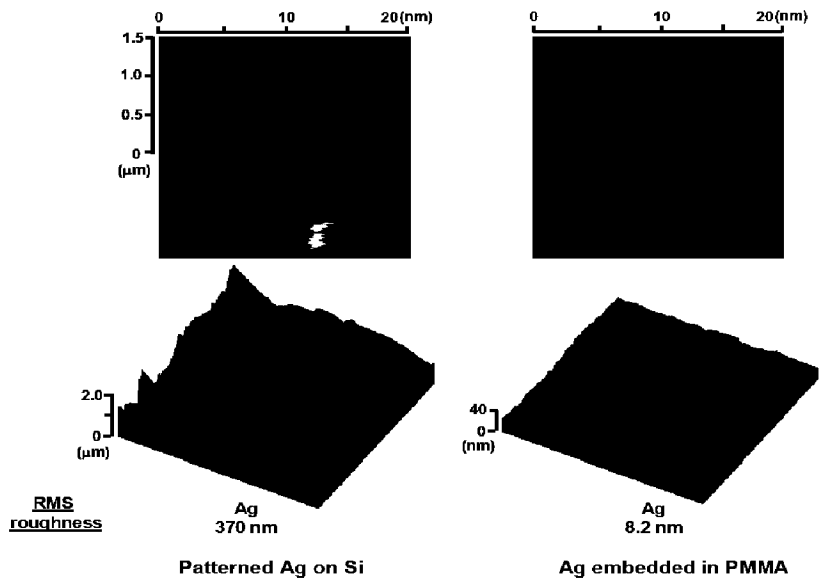 0 10 20(nm)
0 10 20(nm)
1.5
1.0
0.5
0
(μm)
2.0
0
(μm)
40
0
(nm)
RMS
roughness
Ag
370 nm
Ag
8.2 nm
Patterned Ag on Si
Ag embedded in PMMA